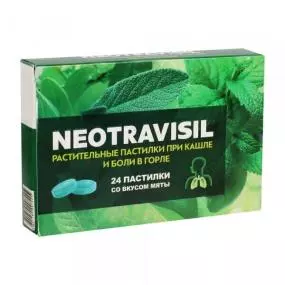 NEOTRAVISIL
РАСТИТЕЛЬНЫЕ ПАСТИЛКИ ПРИ КАШЛЕ
И БОЛИ В ГОРЛЕ
24 ПАСТИЛКИ
СО ВКУСОМ МЯТЫ